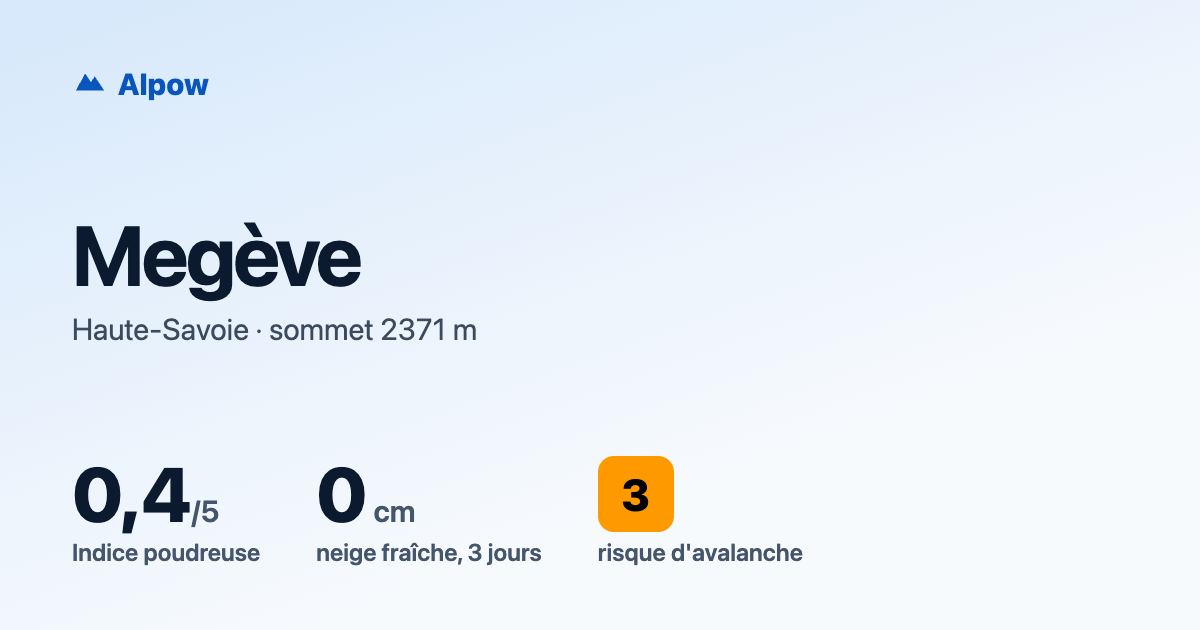 Alpow
Megève
Haute-Savoie · sommet 2371 m
0,4/5
Indice poudreuse
0 cm
neige fraîche, 3 jours
3
risque d'avalanche